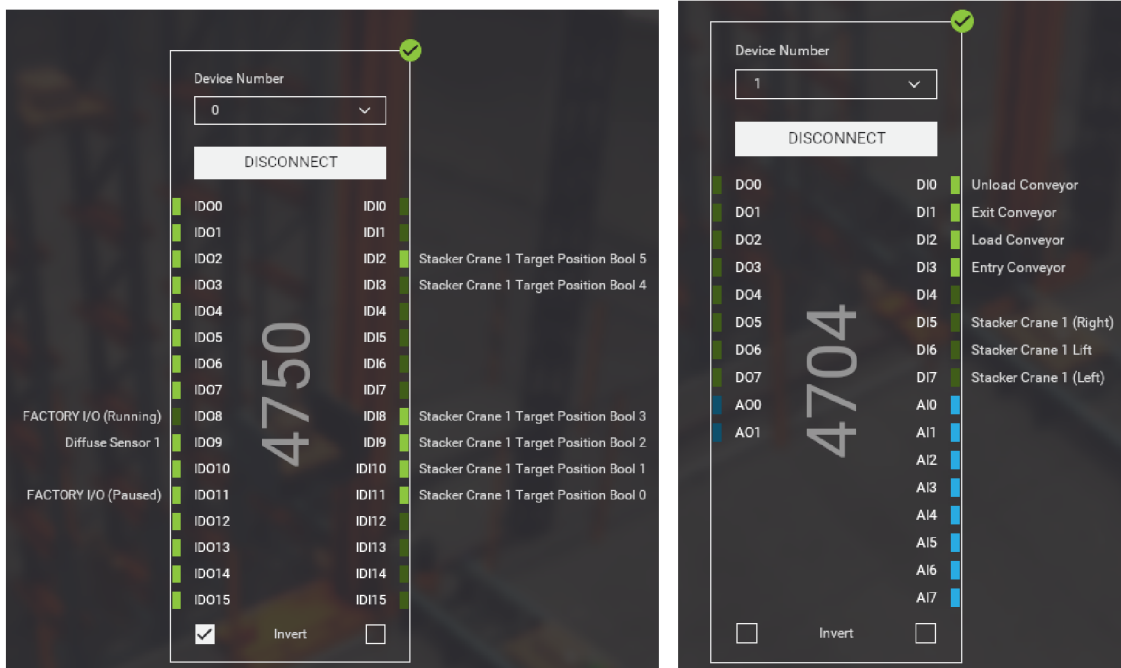 Device Number
0
DISCONNECT
IDO0 IDI0
IDO1 IDI1
IDO2 IDI2 Stacker Crane 1 Target Position Bool 5
IDO3 IDI3 Stacker Crane 1 Target Position Bool 4
IDO4 IDI4
IDO5 IDI5
IDO6 IDI6
IDO7 IDI7
FACTORY I/O (Running) IDO8 IDI8 Stacker Crane 1 Target Position Bool 3
Diffuse Sensor 1 IDO9 IDI9 Stacker Crane 1 Target Position Bool 2
IDO10 IDI10 Stacker Crane 1 Target Position Bool 1
FACTORY I/O (Paused) IDO11 IDI11 Stacker Crane 1 Target Position Bool 0
IDO12 IDI12
IDO13 IDI13
IDO14 IDI14
IDO15 IDI15
4750
Invert
Device Number
1
DISCONNECT
DO0 DI0 Unload Conveyor
DO1 DI1 Exit Conveyor
DO2 DI2 Load Conveyor
DO3 DI3 Entry Conveyor
DO4 DI4
DO5 DI5 Stacker Crane 1 (Right)
DO6 DI6 Stacker Crane 1 Lift
DO7 DI7 Stacker Crane 1 (Left)
AO0 AI0
AO1 AI1
AI2
AI3
AI4
AI5
AI6
AI7
4704
Invert